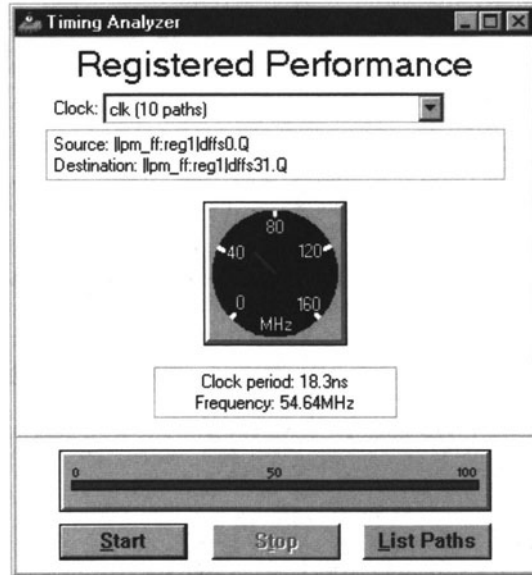 Timing Analyzer
Registered Performance
Clock: clk (10 paths)
Source: |lpm_ff:reg1|dffs0.Q
Destination: |lpm_ff:reg1|dffs31.Q
80
40 120
0 160
MHz
Clock period: 18.3ns
Frequency: 54.64MHz
0 50 100
Start Stop List Paths